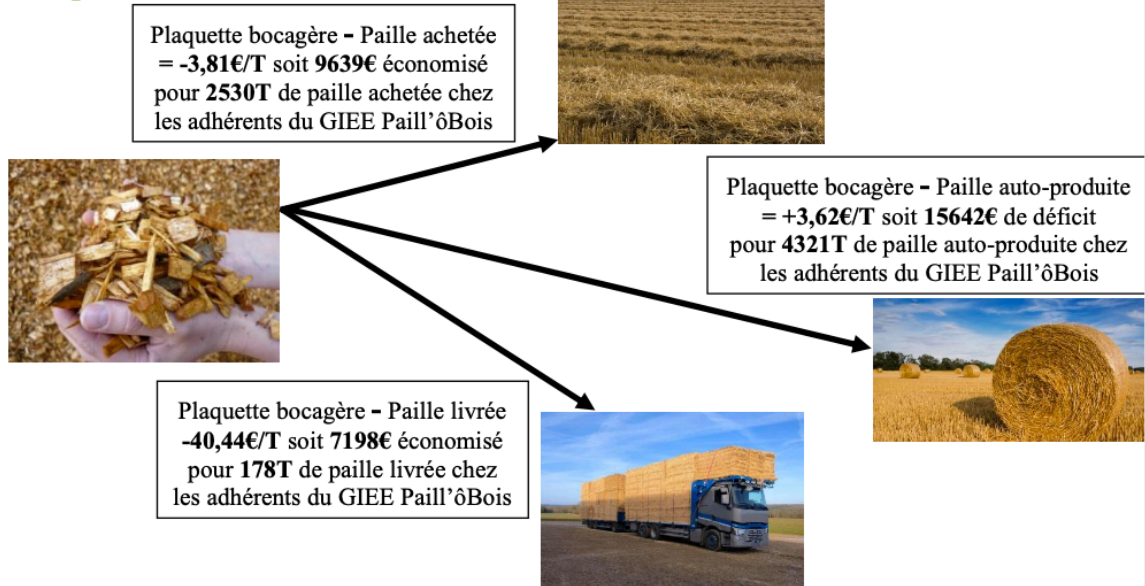 Plaquette bocagère – Paille achetée
= -3,81€/T soit 9639€ économisé
pour 2530T de paille achetée chez
les adhérents du GIEE Paill’ôBois
Plaquette bocagère – Paille auto-produite
= +3,62€/T soit 15642€ de déficit
pour 4321T de paille auto-produite chez
les adhérents du GIEE Paill’ôBois
Plaquette bocagère – Paille livrée
-40,44€/T soit 7198€ économisé
pour 178T de paille livrée chez
les adhérents du GIEE Paill’ôBois